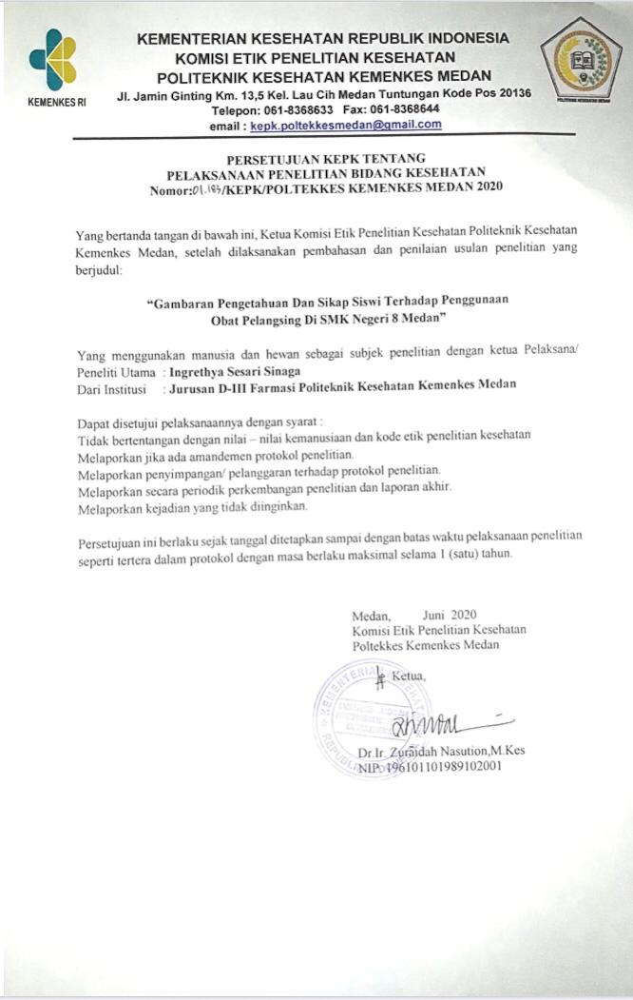 KEMENTERIAN KESEHATAN REPUBLIK INDONESIA
KOMISI ETIK PENELITIAN KESEHATAN
POLITEKNIK KESEHATAN KEMENKES MEDAN
Jl. Jamin Ginting Km. 13,5 Kel. Lau Cih Medan Tuntungan Kode Pos 20136
Telepon: 061-8368633 Fax: 061-8368644
email : kepk.poltekkesmedan@gmail.com
KEMENKES RI
POLITEKNIK KESEHATAN MEDAN
PERSETUJUAN KEPK TENTANG
PELAKSANAAN PENELITIAN BIDANG KESEHATAN
Nomor:/KEPK/POLTEKKES KEMENKES MEDAN 2020
Yang bertanda tangan di bawah ini, Ketua Komisi Etik Penelitian Kesehatan Politeknik Kesehatan
Kemenkes Medan, setelah dilaksanakan pembahasan dan penilaian usulan penelitian yang
berjudul:
“Gambaran Pengetahuan Dan Sikap Siswi Terhadap Penggunaan
Obat Pelangsing Di SMK Negeri 8 Medan”
Yang menggunakan manusia dan hewan sebagai subjek penelitian dengan ketua Pelaksana/
Peneliti Utama : Ingrethya Sesari Sinaga
Dari Institusi : Jurusan D-III Farmasi Politeknik Kesehatan Kemenkes Medan
Dapat disetujui pelaksanaannya dengan syarat :
Tidak bertentangan dengan nilai – nilai kemanusiaan dan kode etik penelitian kesehatan
Melaporkan jika ada amandemen protokol penelitian.
Melaporkan penyimpangan/ pelanggaran terhadap protokol penelitian.
Melaporkan secara periodik perkembangan penelitian dan laporan akhir.
Melaporkan kejadian yang tidak diinginkan.
Persetujuan ini berlaku sejak tanggal ditetapkan sampai dengan batas waktu pelaksanaan penelitian
seperti tertera dalam protokol dengan masa berlaku maksimal selama 1 (satu) tahun.
Medan, Juni 2020
Komisi Etik Penelitian Kesehatan
Poltekkes Kemenkes Medan
Ketua,
Dr.Ir. Zuraidah Nasution,M.Kes
NIP. 196101101989102001